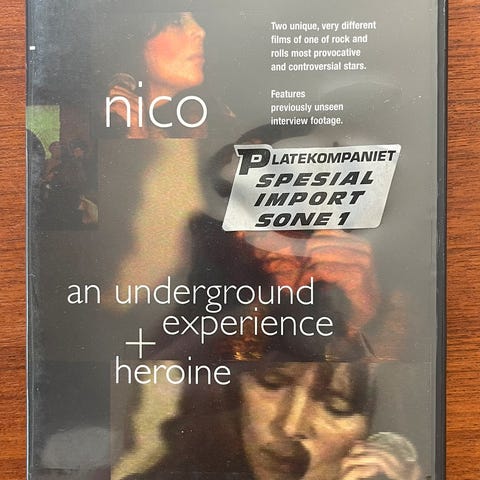 Two unique, very different
films of one of rock and
rolls most provocative
and controversial stars.
Features
previously unseen
interview footage.
nico
PLATEKOMPANIET
SPESIAL
IMPORT
SONE 1
an underground
experience
+
heroine